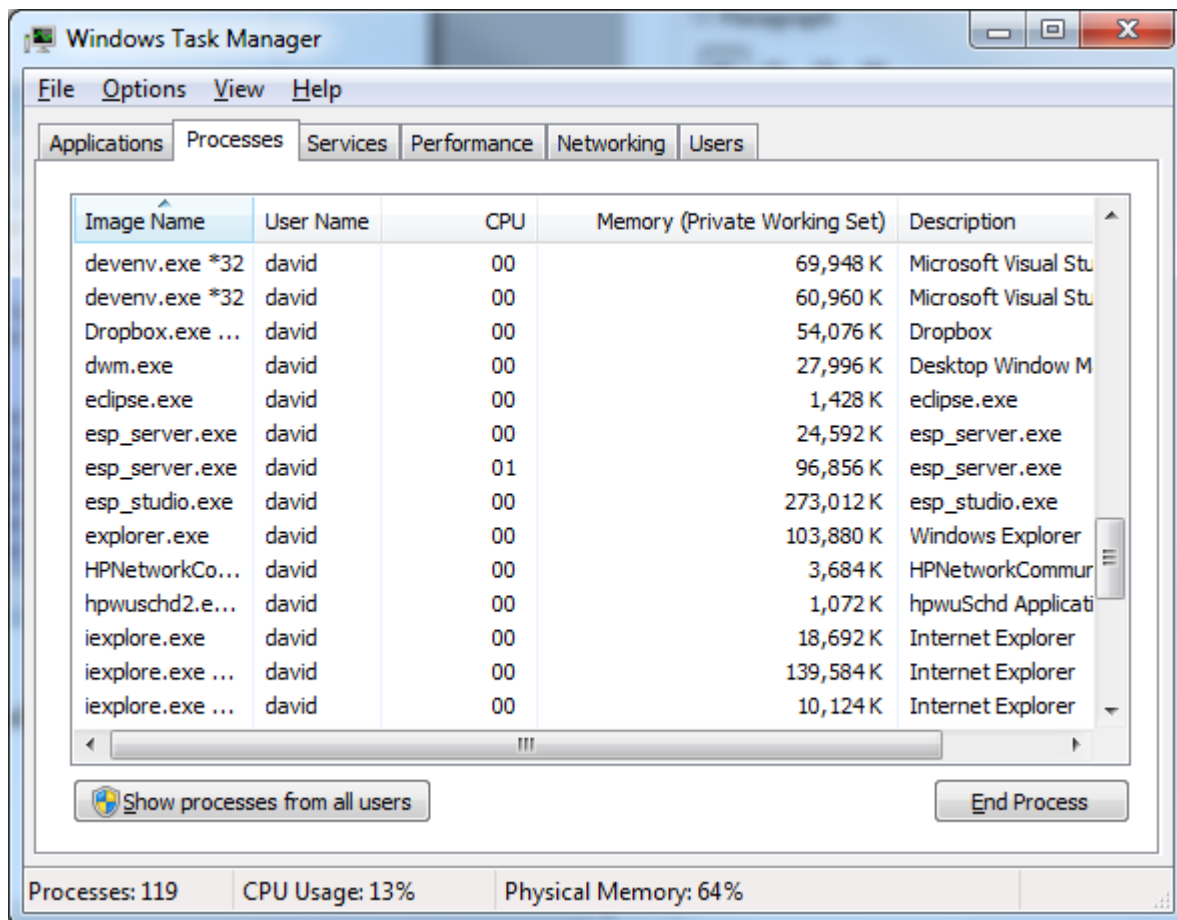 Windows Task Manager
File Options View Help
Applications Processes Services Performance Networking Users
Image Name User Name CPU Memory (Private Working Set) Description
devenv.exe *32 david 00 69,948 K Microsoft Visual Stu
devenv.exe *32 david 00 60,960 K Microsoft Visual Stu
Dropbox.exe ... david 00 54,076 K Dropbox
dwm.exe david 00 27,996 K Desktop Window M
eclipse.exe david 00 1,428 K eclipse.exe
esp_server.exe david 00 24,592 K esp_server.exe
esp_server.exe david 01 96,856 K esp_server.exe
esp_studio.exe david 00 273,012 K esp_studio.exe
explorer.exe david 00 103,880 K Windows Explorer
HPNetworkCo... david 00 3,684 K HPNetworkCommur
hpwuschd2.e... david 00 1,072 K hpwuSchd Applicati
iexplore.exe david 00 18,692 K Internet Explorer
iexplore.exe ... david 00 139,584 K Internet Explorer
iexplore.exe ... david 00 10,124 K Internet Explorer
Show processes from all users End Process
Processes: 119 CPU Usage: 13% Physical Memory: 64%